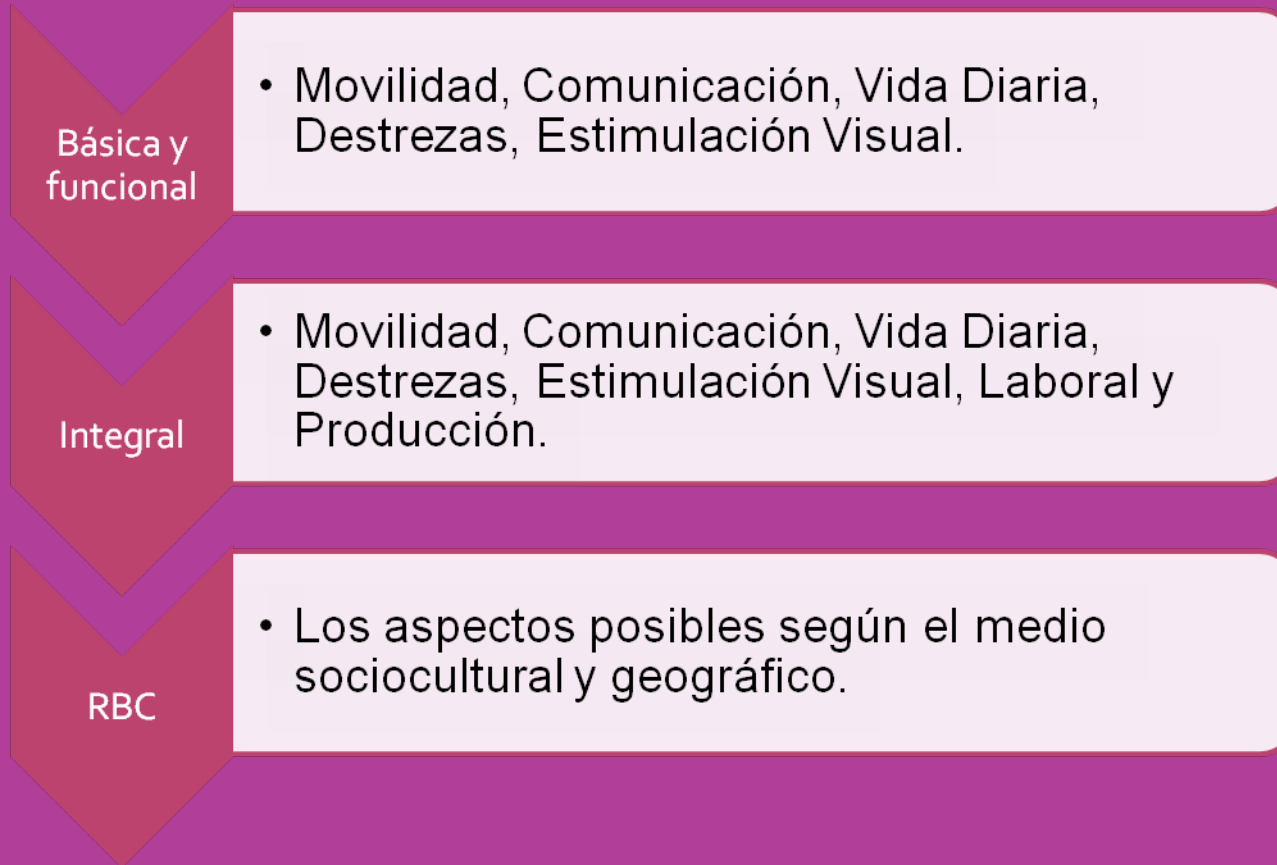 Básica y
funcional
• Movilidad, Comunicación, Vida Diaria,
Destrezas, Estimulación Visual.
Integral
• Movilidad, Comunicación, Vida Diaria,
Destrezas, Estimulación Visual, Laboral y
Producción.
RBC
• Los aspectos posibles según el medio
sociocultural y geográfico.